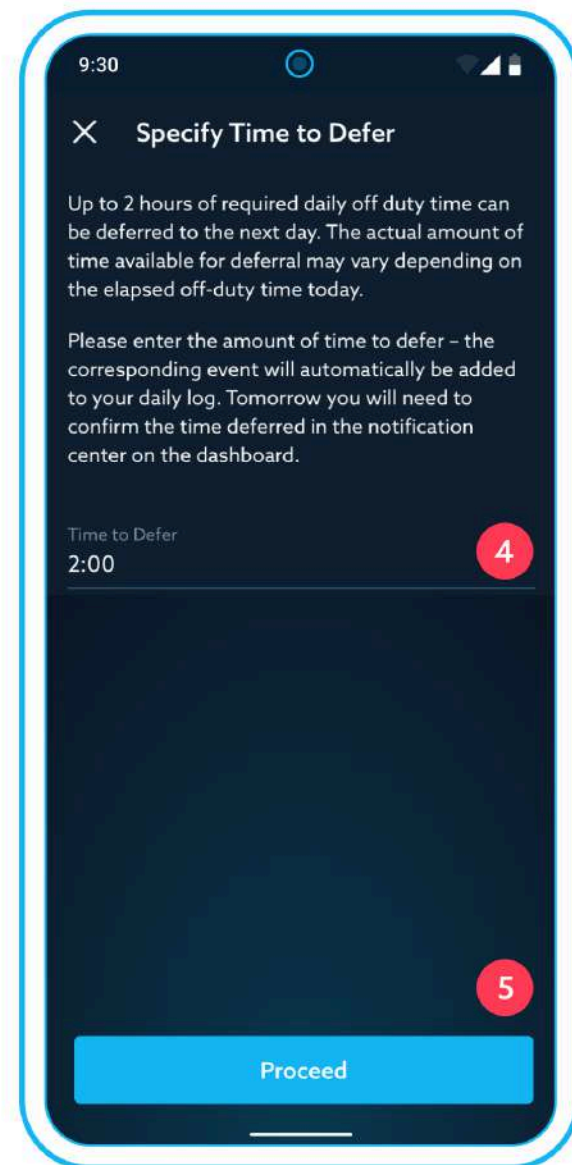 9:30
Specify Time to Defer
Up to 2 hours of required daily off duty time can
be deferred to the next day. The actual amount of
time available for deferral may vary depending on
the elapsed off-duty time today.
Please enter the amount of time to defer – the
corresponding event will automatically be added
to your daily log. Tomorrow you will need to
confirm the time deferred in the notification
center on the dashboard.
Time to Defer
2:00
4
5
Proceed